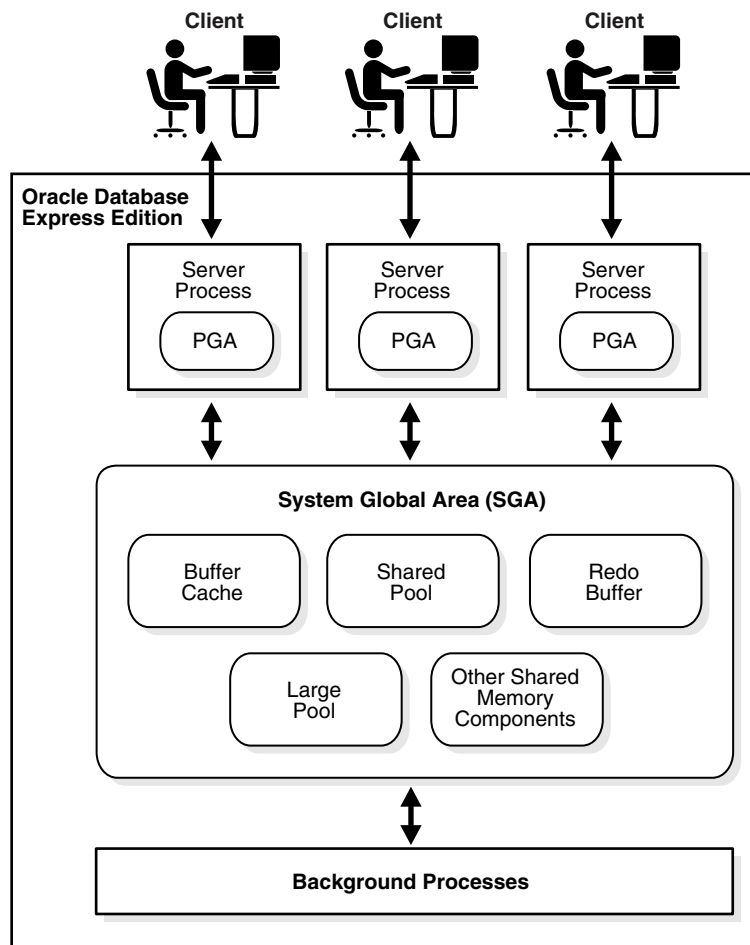 Client
Client
Client
Oracle Database
Express Edition
Server
Process
PGA
Server
Process
PGA
Server
Process
PGA
System Global Area (SGA)
Buffer
Cache
Shared
Pool
Redo
Buffer
Large
Pool
Other Shared
Memory
Components
Background Processes